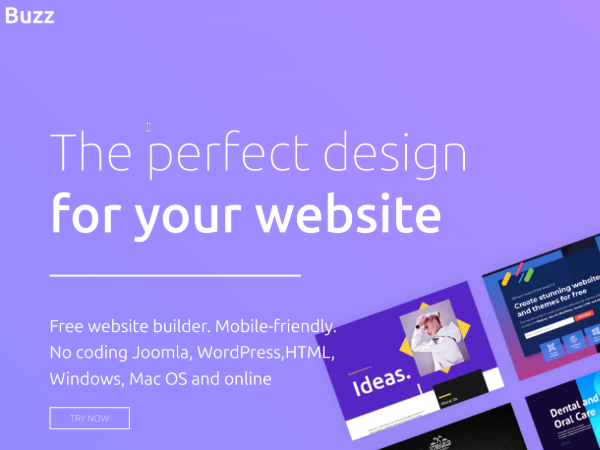 Buzz
The perfect design
for your website
Free website builder. Mobile-friendly.
No coding Joomla, WordPress,HTML,
Windows, Mac OS and online
TRY NOW
Ideas.
Create stunning website
and themes for free
Dental and
Oral Care